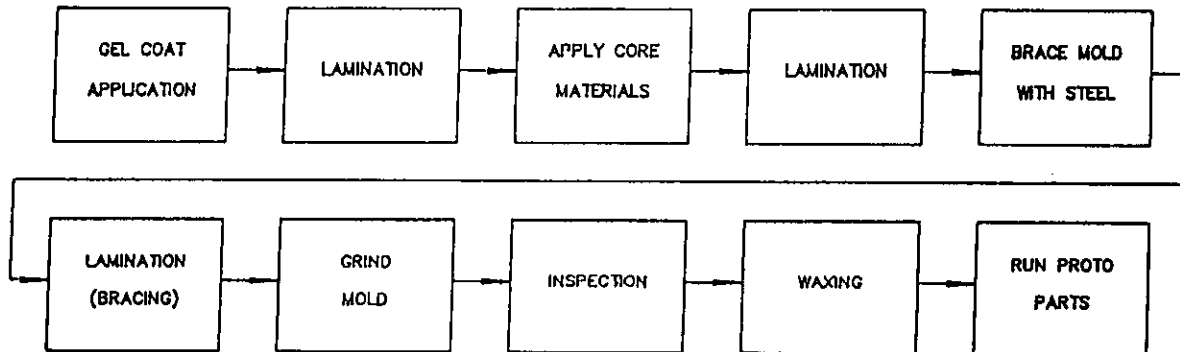 GEL COAT
APPLICATION
LAMINATION
APPLY CORE
MATERIALS
LAMINATION
BRACE MOLD
WITH STEEL
LAMINATION
(BRACING)
GRIND
MOLD
INSPECTION
WAXING
RUN PROTO
PARTS